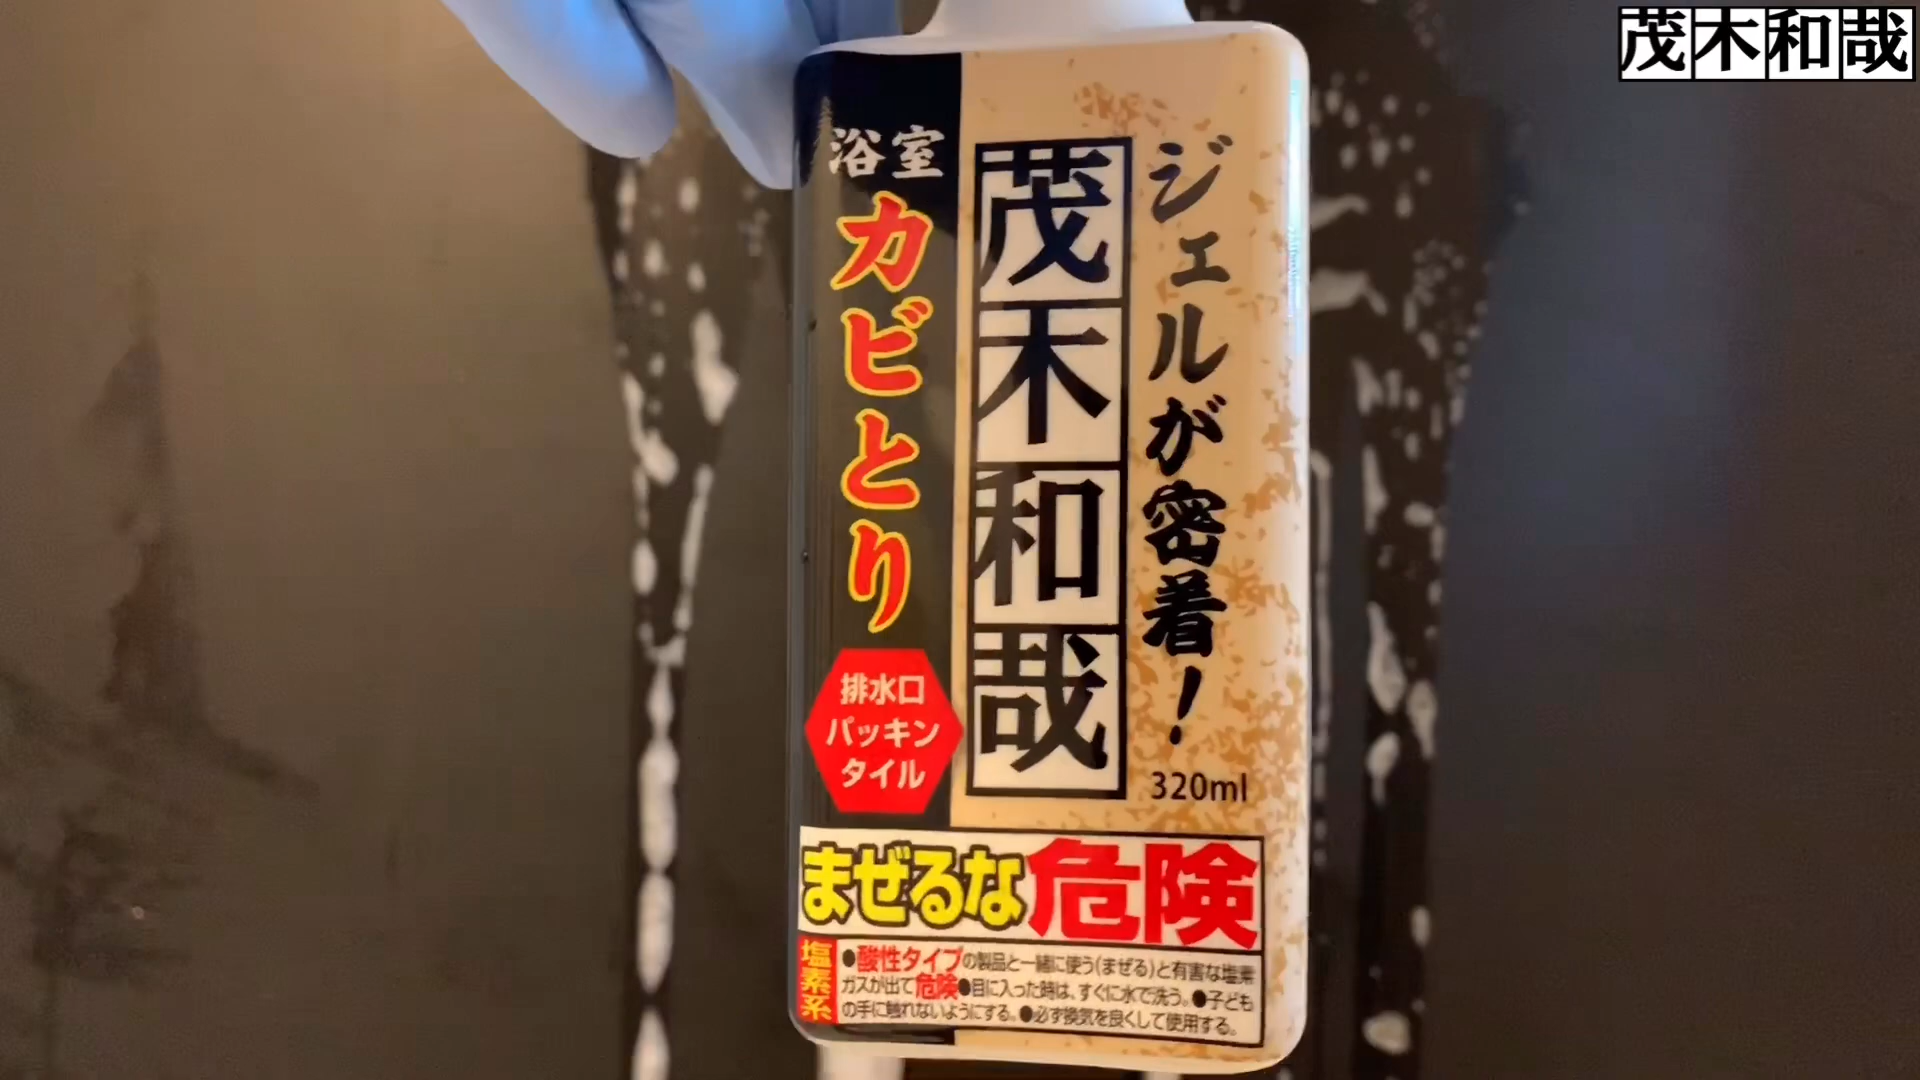 茂木和哉
ジェルが密着!
茂木和哉
浴室
カビとり
320ml
排水口
パッキン
タイル
まぜるな危険
塩素系
●酸性タイプの製品と一緒に使う(まぜる)と有害な塩素
ガスが出て危険●目に入った時は、すぐに水で洗う。●子ども
の手に触れないようにする。●必ず換気を良くして使用する。